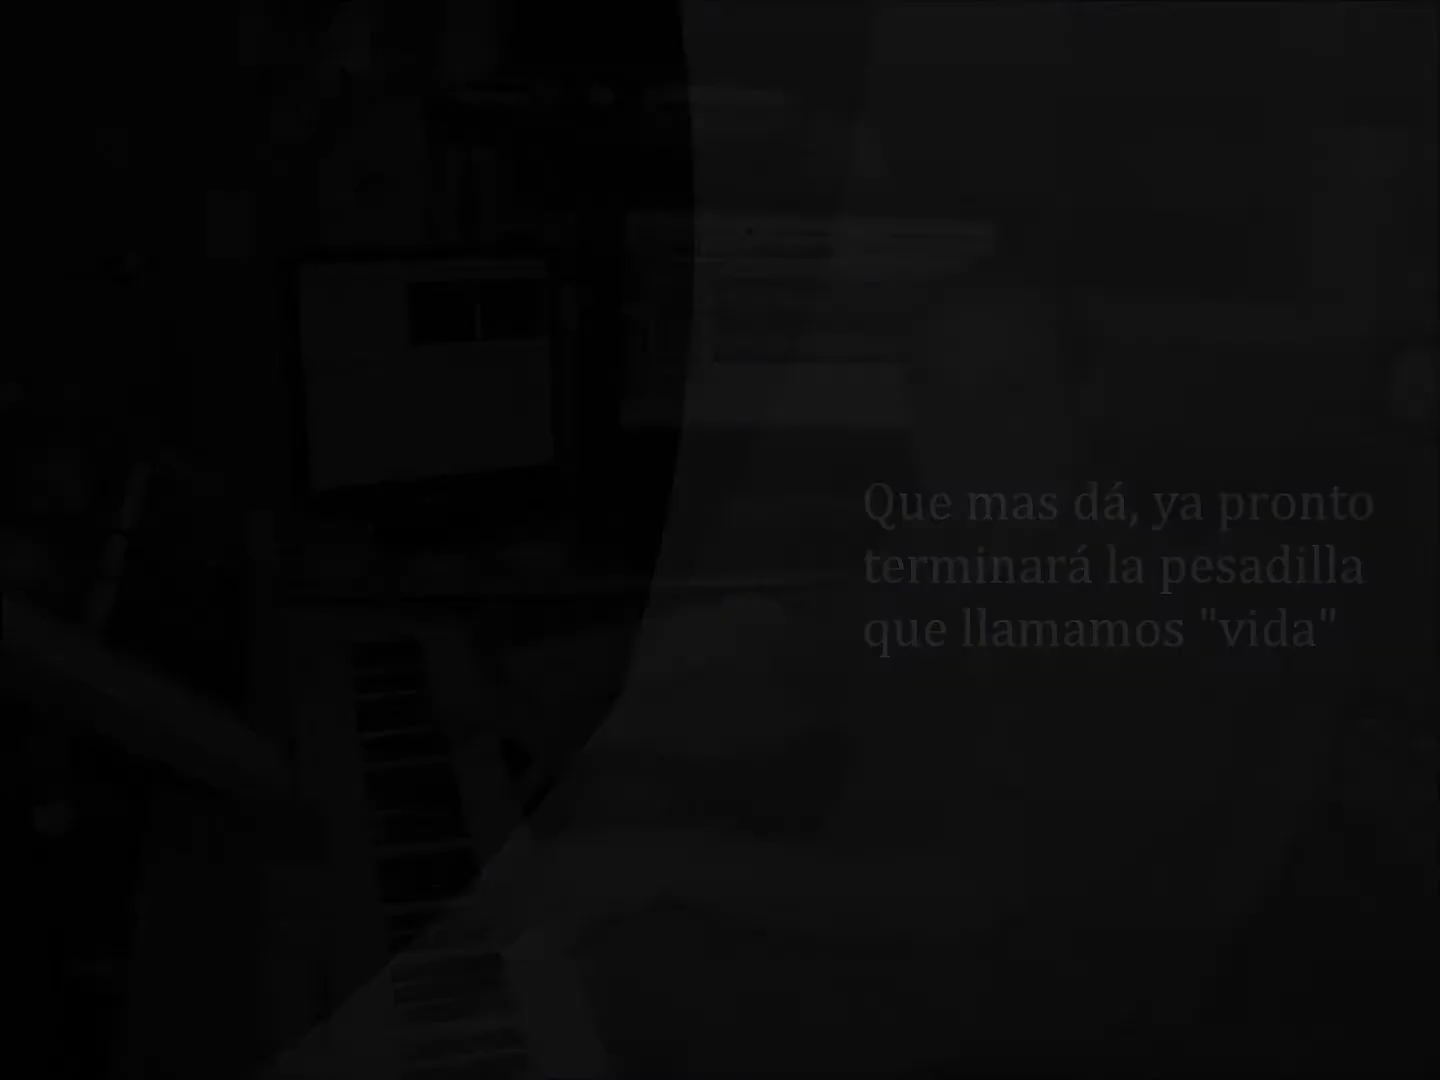 Que mas dá, ya pronto
terminará la pesadilla
que llamamos "vida"